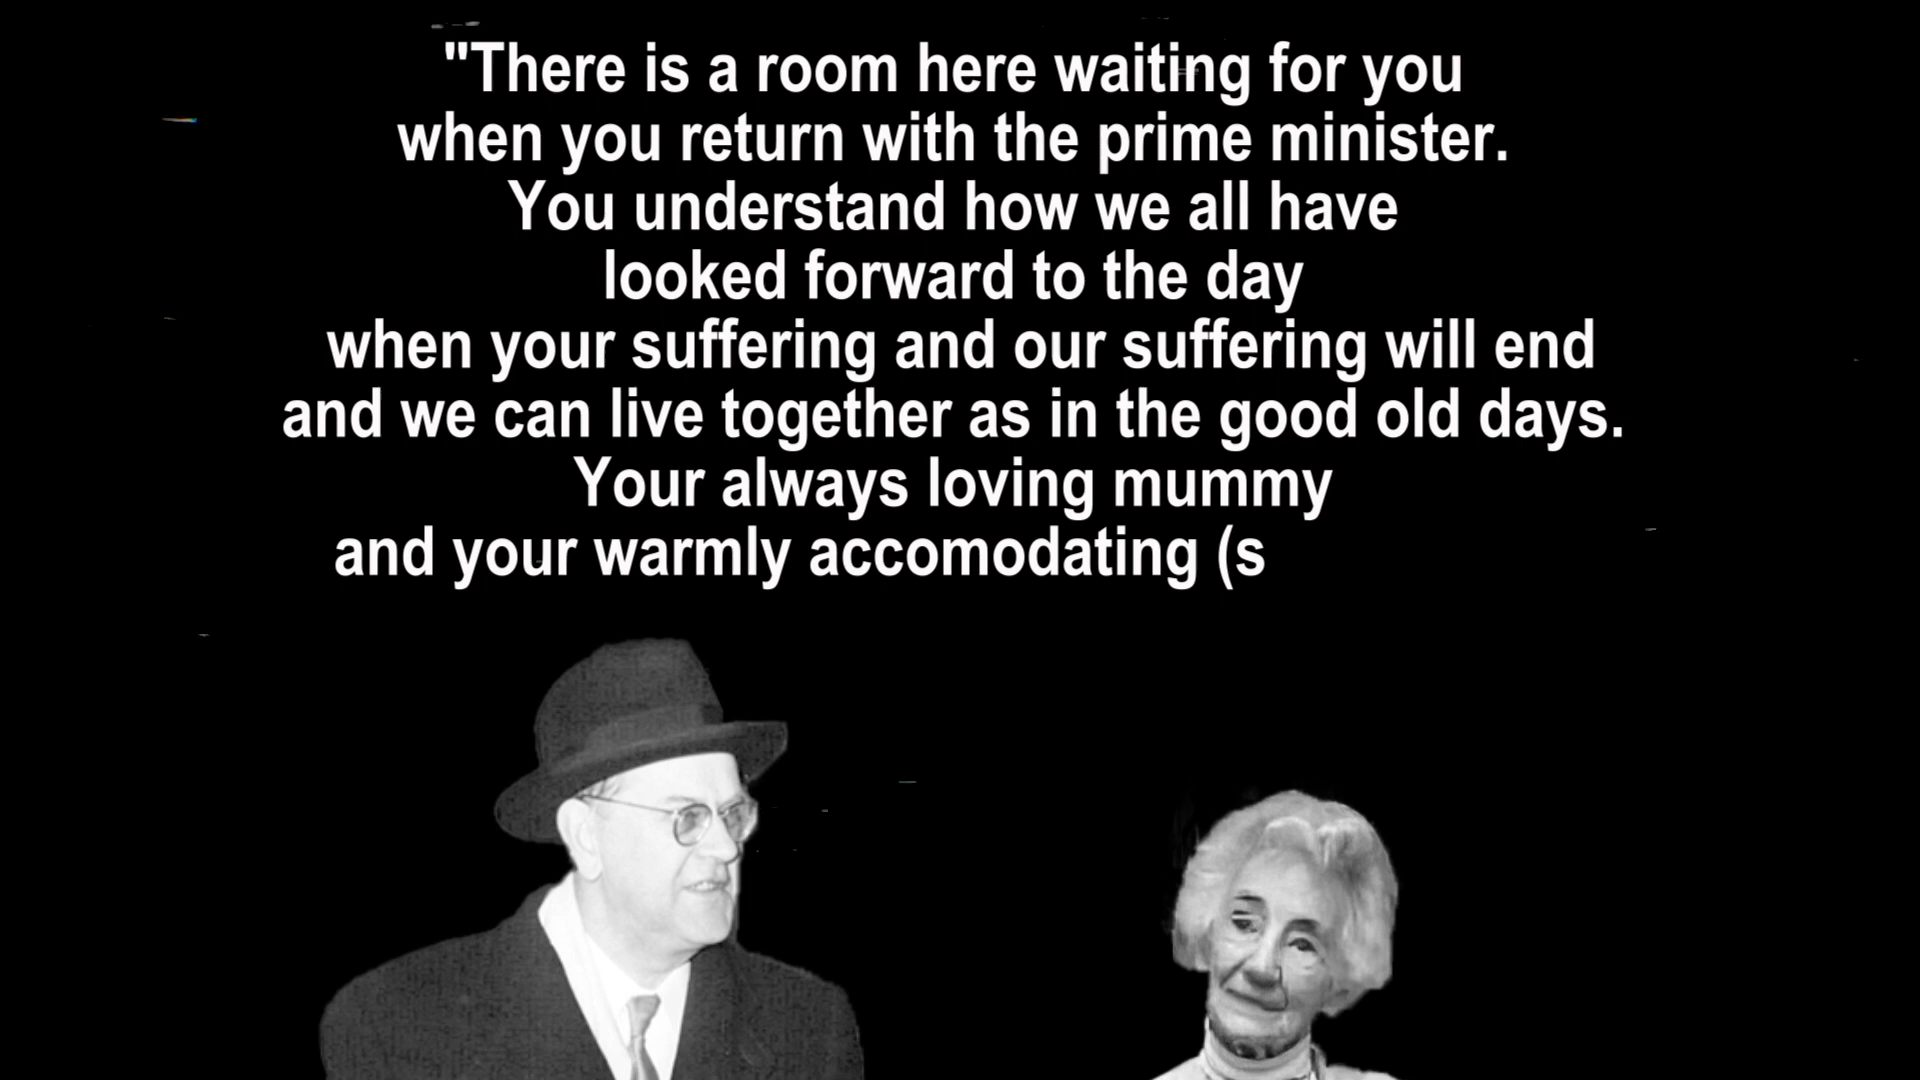 "There is a room here waiting for you
when you return with the prime minister.
You understand how we all have
looked forward to the day
when your suffering and our suffering will end
and we can live together as in the good old days.
Your always loving mummy
and your warmly accomodating (s